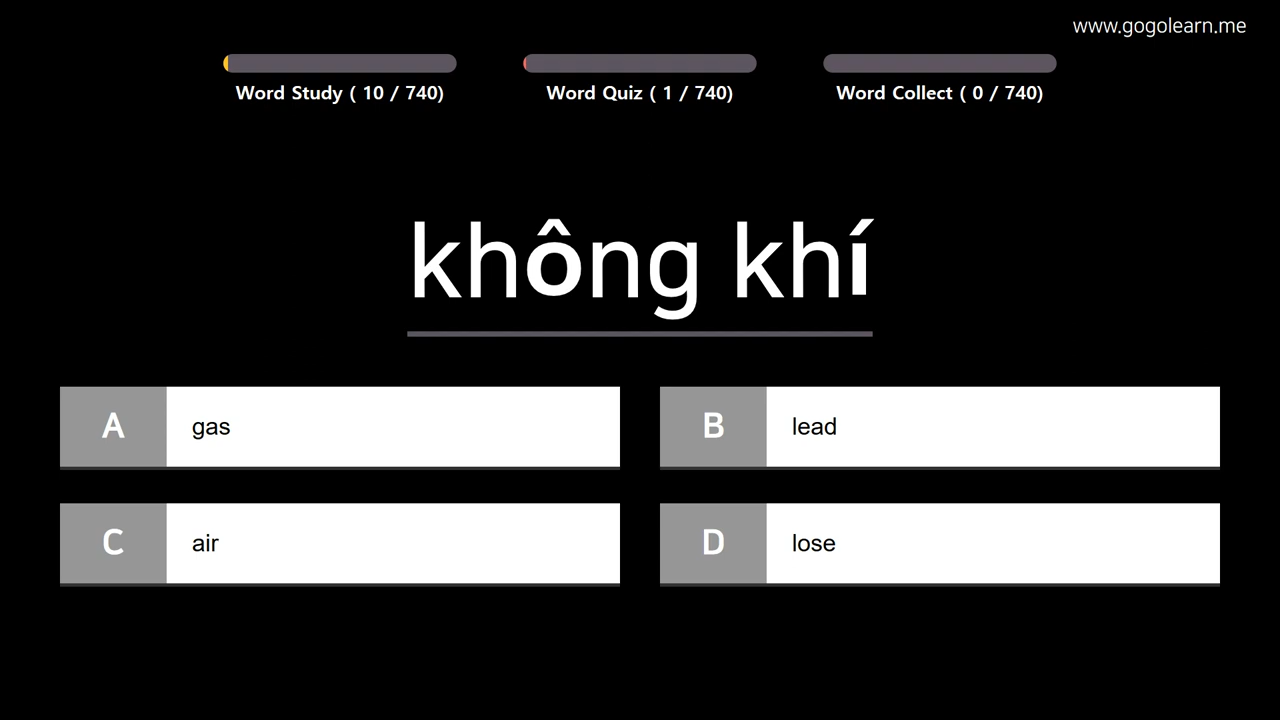 www.gogolearn.me
Word Study ( 10 / 740)
Word Quiz ( 1 / 740)
Word Collect ( 0 / 740)
không khí
A gas
B lead
C air
D lose